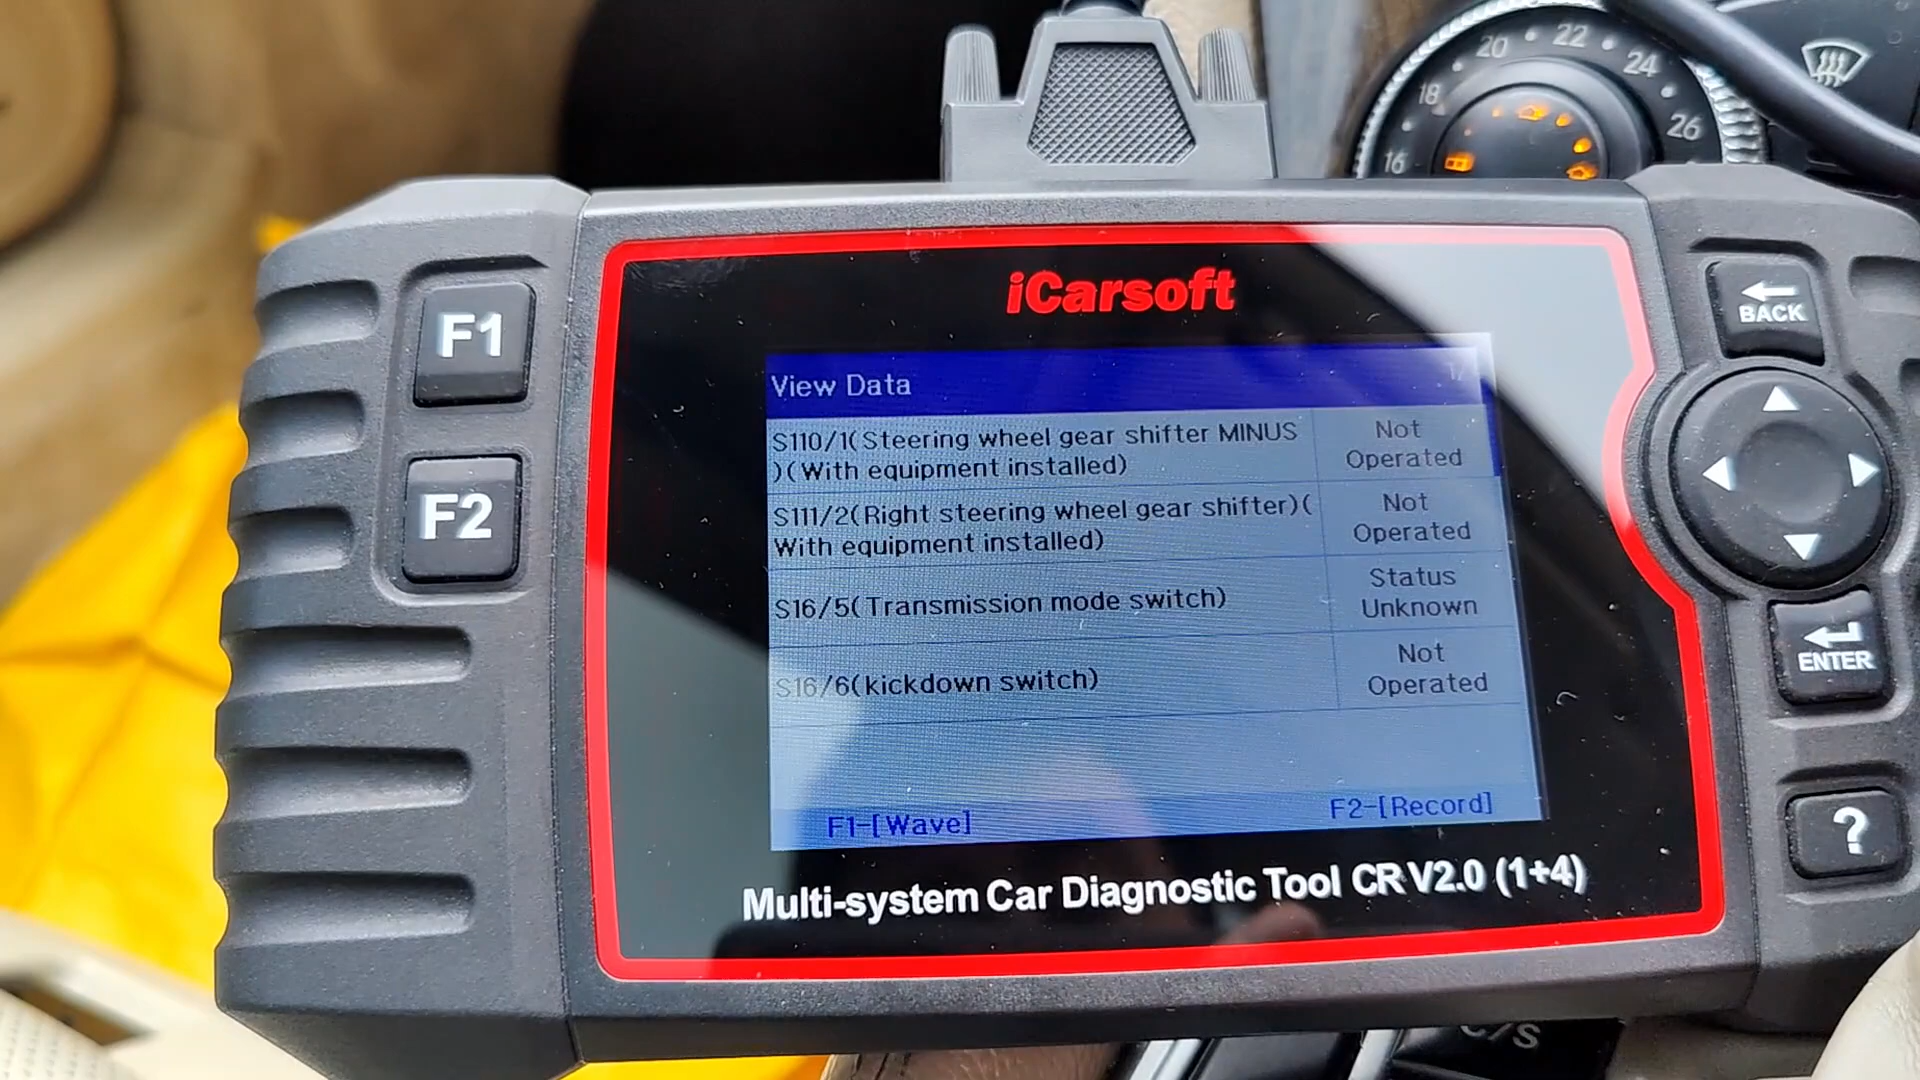 16
18
20
22
24
26
iCarsoft
F1
F2
BACK
ENTER
?
View Data
S110/1(Steering wheel gear shifter MINUS
)(With equipment installed)
Not
Operated
S111/2(Right steering wheel gear shifter)(
With equipment installed)
Not
Operated
S16/5(Transmission mode switch)
Status
Unknown
S16/6(kickdown switch)
Not
Operated
F1-[Wave]
F2-[Record]
Multi-system Car Diagnostic Tool CR V2.0 (1+4)
C/S